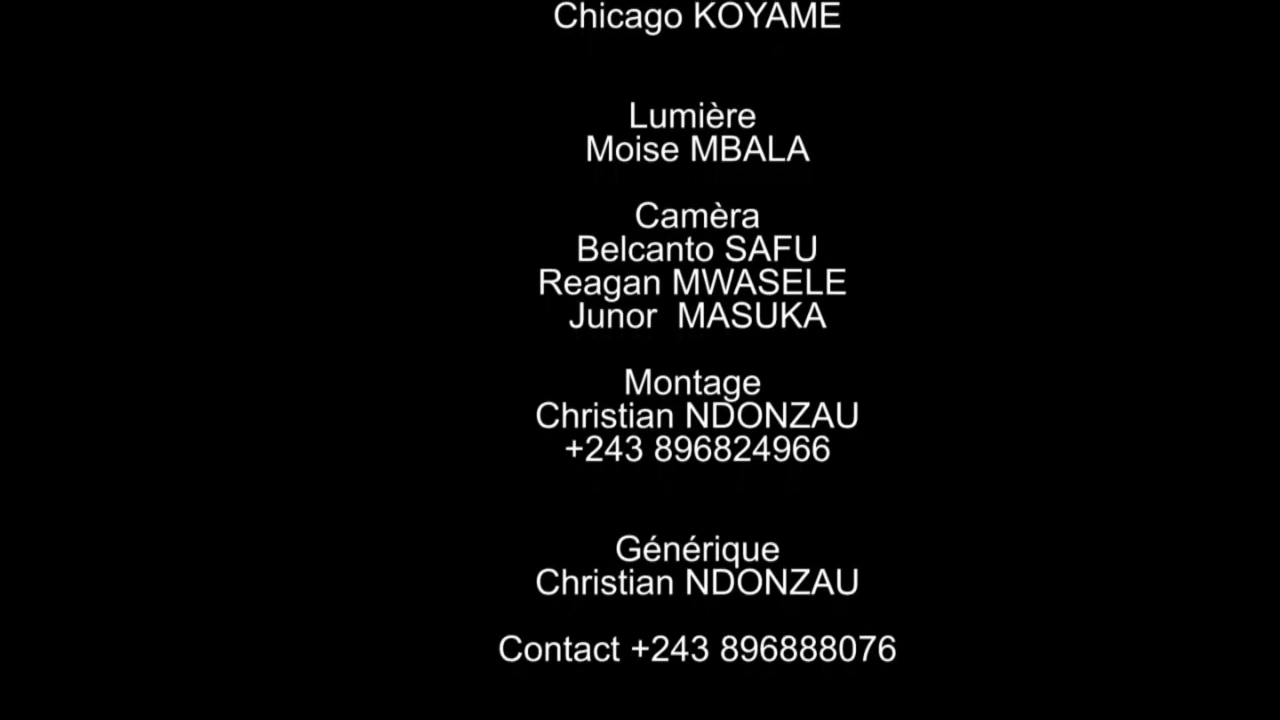 Chicago KOYAME
Lumière
Moise MBALA
Camèra
Belcanto SAFU
Reagan MWASELE
Junor MASUKA
Montage
Christian NDONZAU
+243 896824966
Générique
Christian NDONZAU
Contact +243 896888076